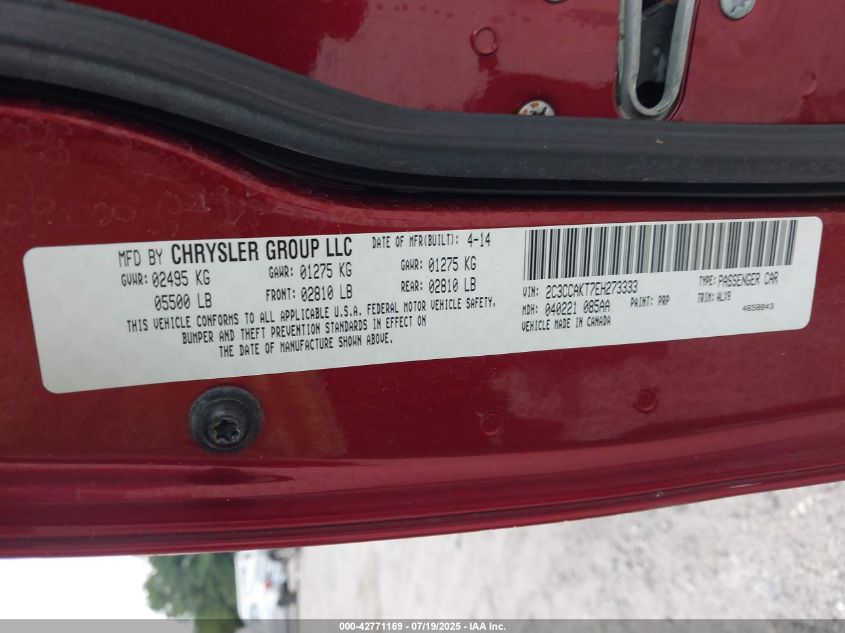 MFD BY CHRYSLER GROUP LLC DATE OF MFR(BUILT): 4-14
GVWR: 02495 KG GAWR: 01275 KG GAWR: 01275 KG
05500 LB FRONT: 02810 LB REAR: 02810 LB
THIS VEHICLE CONFORMS TO ALL APPLICABLE U.S.A. FEDERAL MOTOR VEHICLE SAFETY,
BUMPER AND THEFT PREVENTION STANDARDS IN EFFECT ON
THE DATE OF MANUFACTURE SHOWN ABOVE.
VIN: 2C3CCAKT7EH273333 TYPE: PASSENGER CAR
MDH: 040221 085AA PAINT: PRP TRIM: ALX9
VEHICLE MADE IN CANADA 4650843
000-42771169 - 07/19/2025 - IAA Inc.